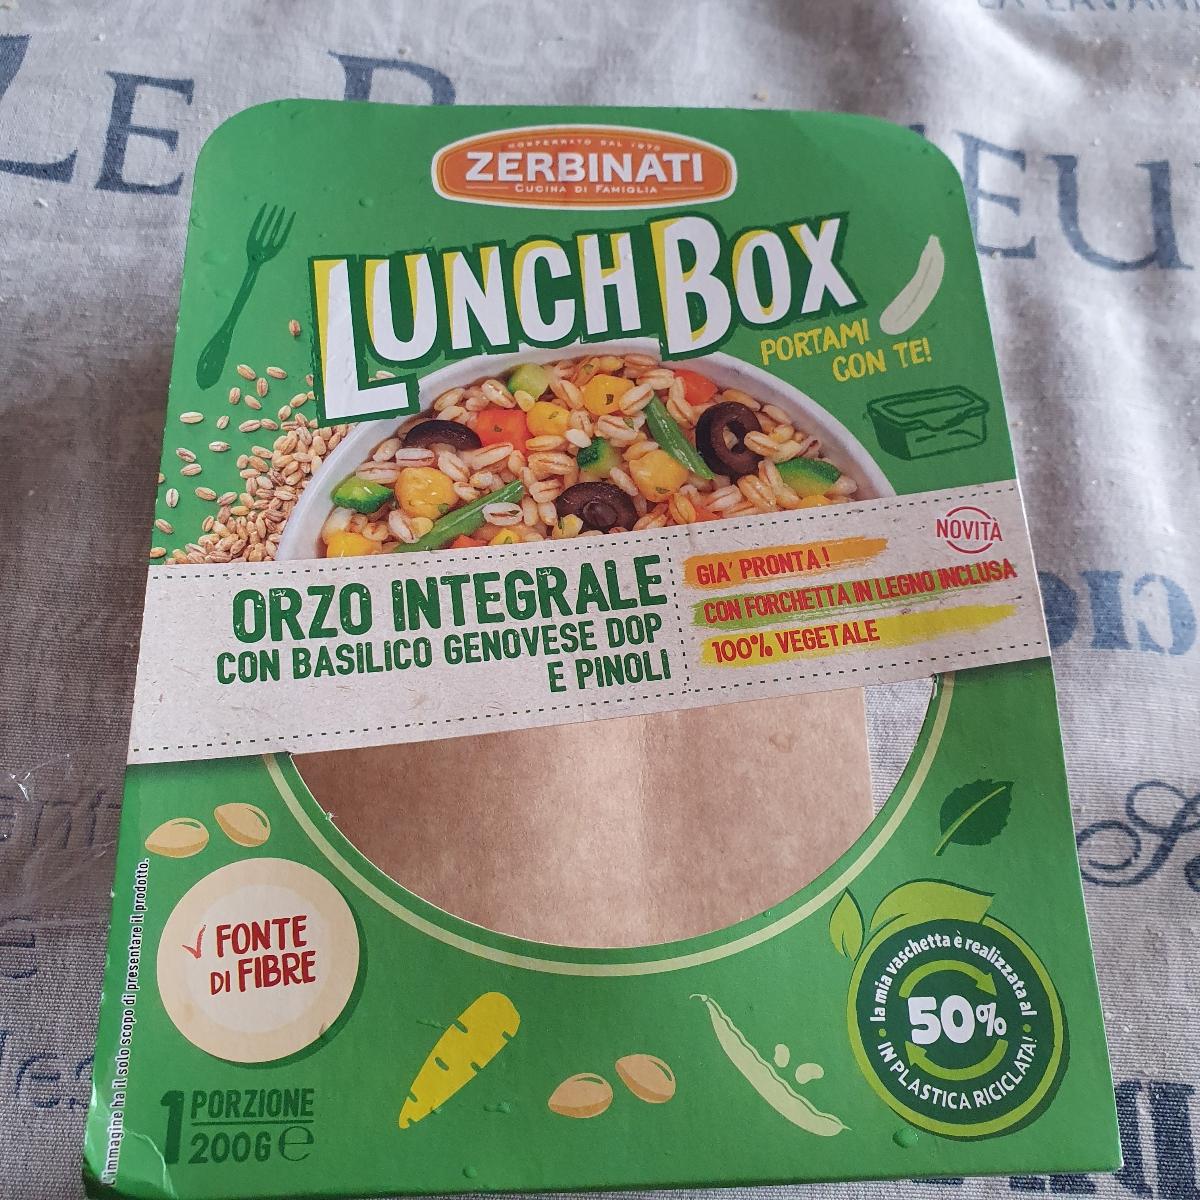 MONFERRATO DAL 1970
ZERBINATI
CUCINA DI FAMIGLIA
LUNCH BOX
PORTAMI
CON TE!
NOVITÀ
ORZO INTEGRALE
CON BASILICO GENOVESE DOP
E PINOLI
GIA' PRONTA!
CON FORCHETTA IN LEGNO INCLUSA
100% VEGETALE
✓ FONTE
DI FIBRE
la mia vaschetta è realizzata al
50%
IN PLASTICA RICICLATA!
1 PORZIONE
200G e
L'immagine ha il solo scopo di presentare il prodotto.
LE